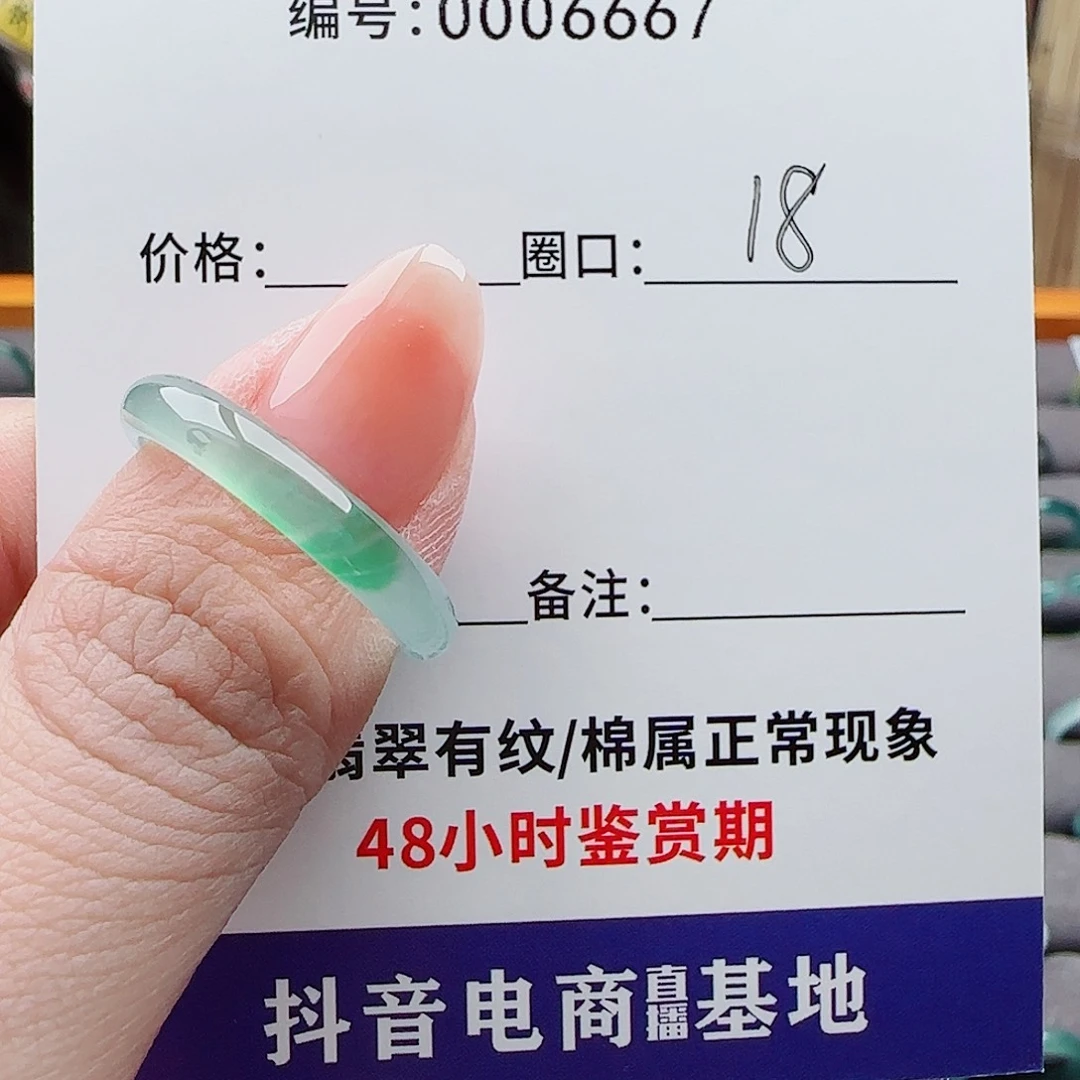 编号:0006667
价格: 圈口: 18
备注:
翡翠有纹/棉属正常现象
48小时鉴赏期
抖音电商直播基地